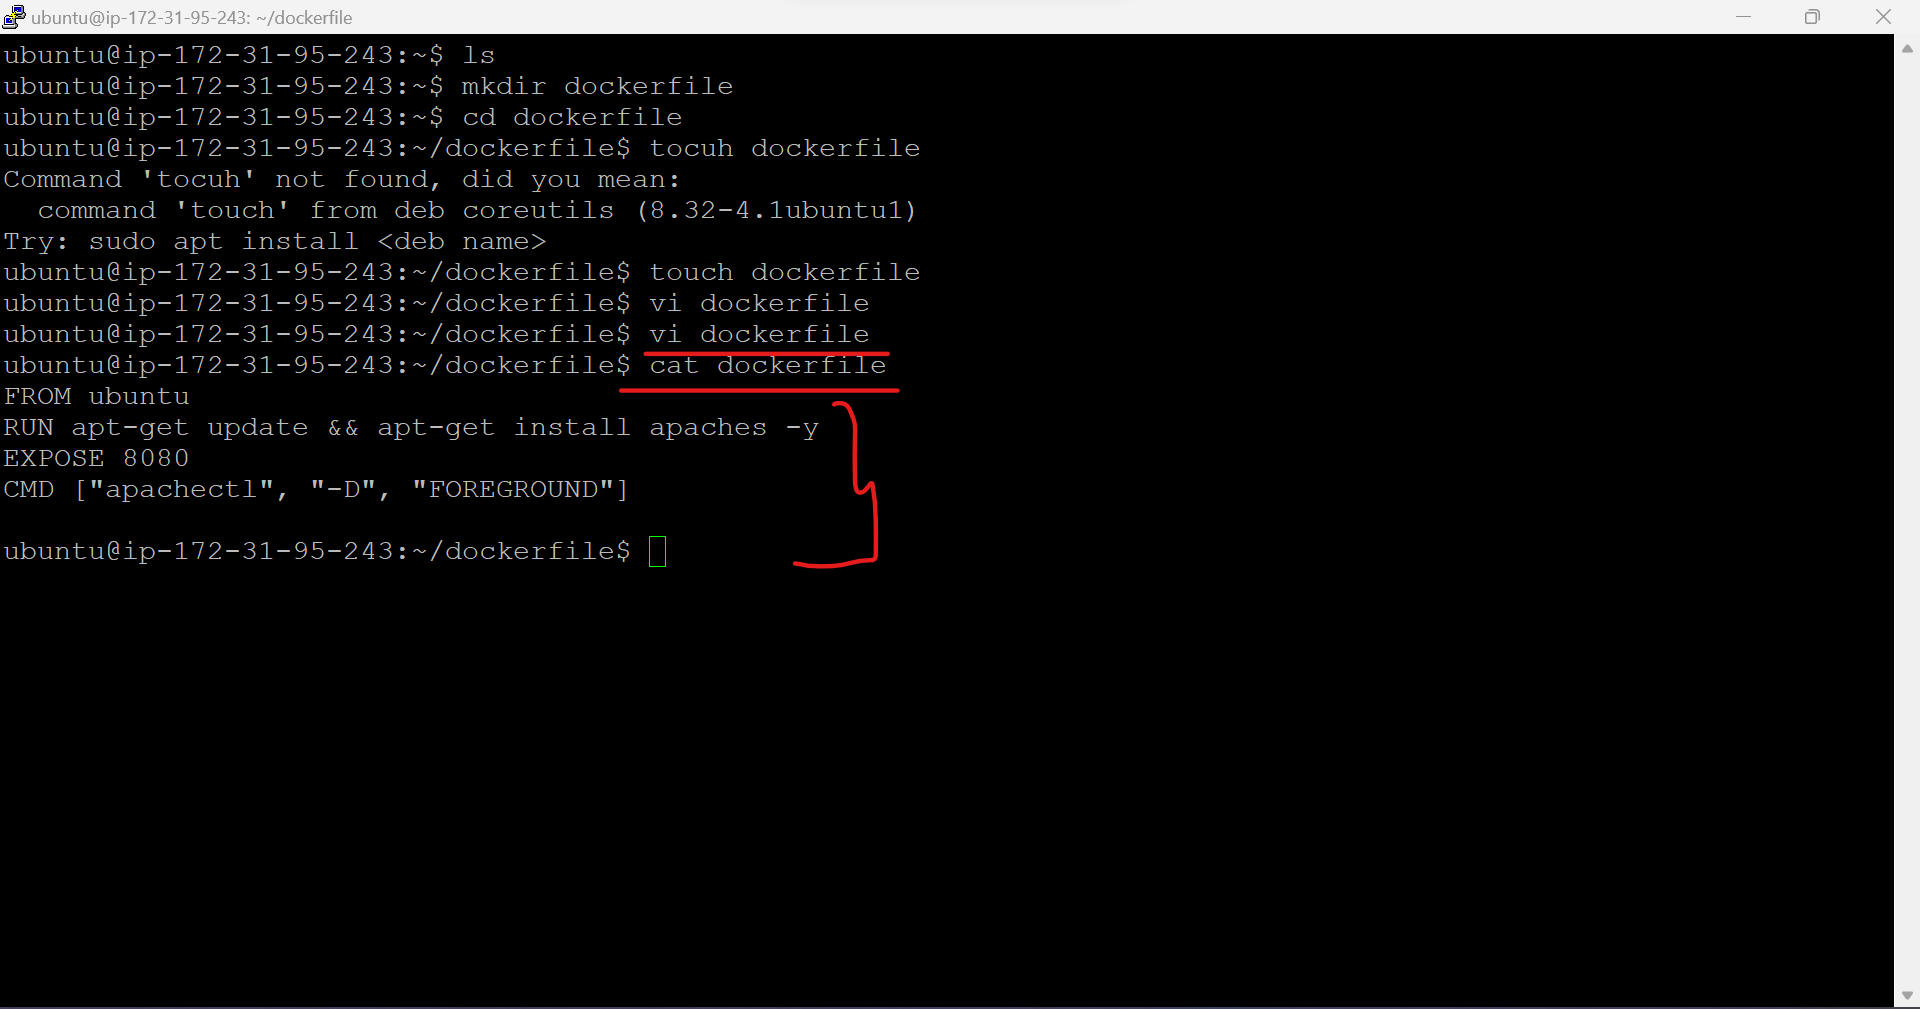 ubuntu@ip-172-31-95-243: ~/dockerfile
ubuntu@ip-172-31-95-243:~$ ls
ubuntu@ip-172-31-95-243:~$ mkdir dockerfile
ubuntu@ip-172-31-95-243:~$ cd dockerfile
ubuntu@ip-172-31-95-243:~/dockerfile$ tocuh dockerfile
Command 'tocuh' not found, did you mean:
  command 'touch' from deb coreutils (8.32-4.1ubuntu1)
Try: sudo apt install <deb name>
ubuntu@ip-172-31-95-243:~/dockerfile$ touch dockerfile
ubuntu@ip-172-31-95-243:~/dockerfile$ vi dockerfile
ubuntu@ip-172-31-95-243:~/dockerfile$ vi dockerfile
ubuntu@ip-172-31-95-243:~/dockerfile$ cat dockerfile
FROM ubuntu
RUN apt-get update && apt-get install apaches -y
EXPOSE 8080
CMD ["apachectl", "-D", "FOREGROUND"]
ubuntu@ip-172-31-95-243:~/dockerfile$